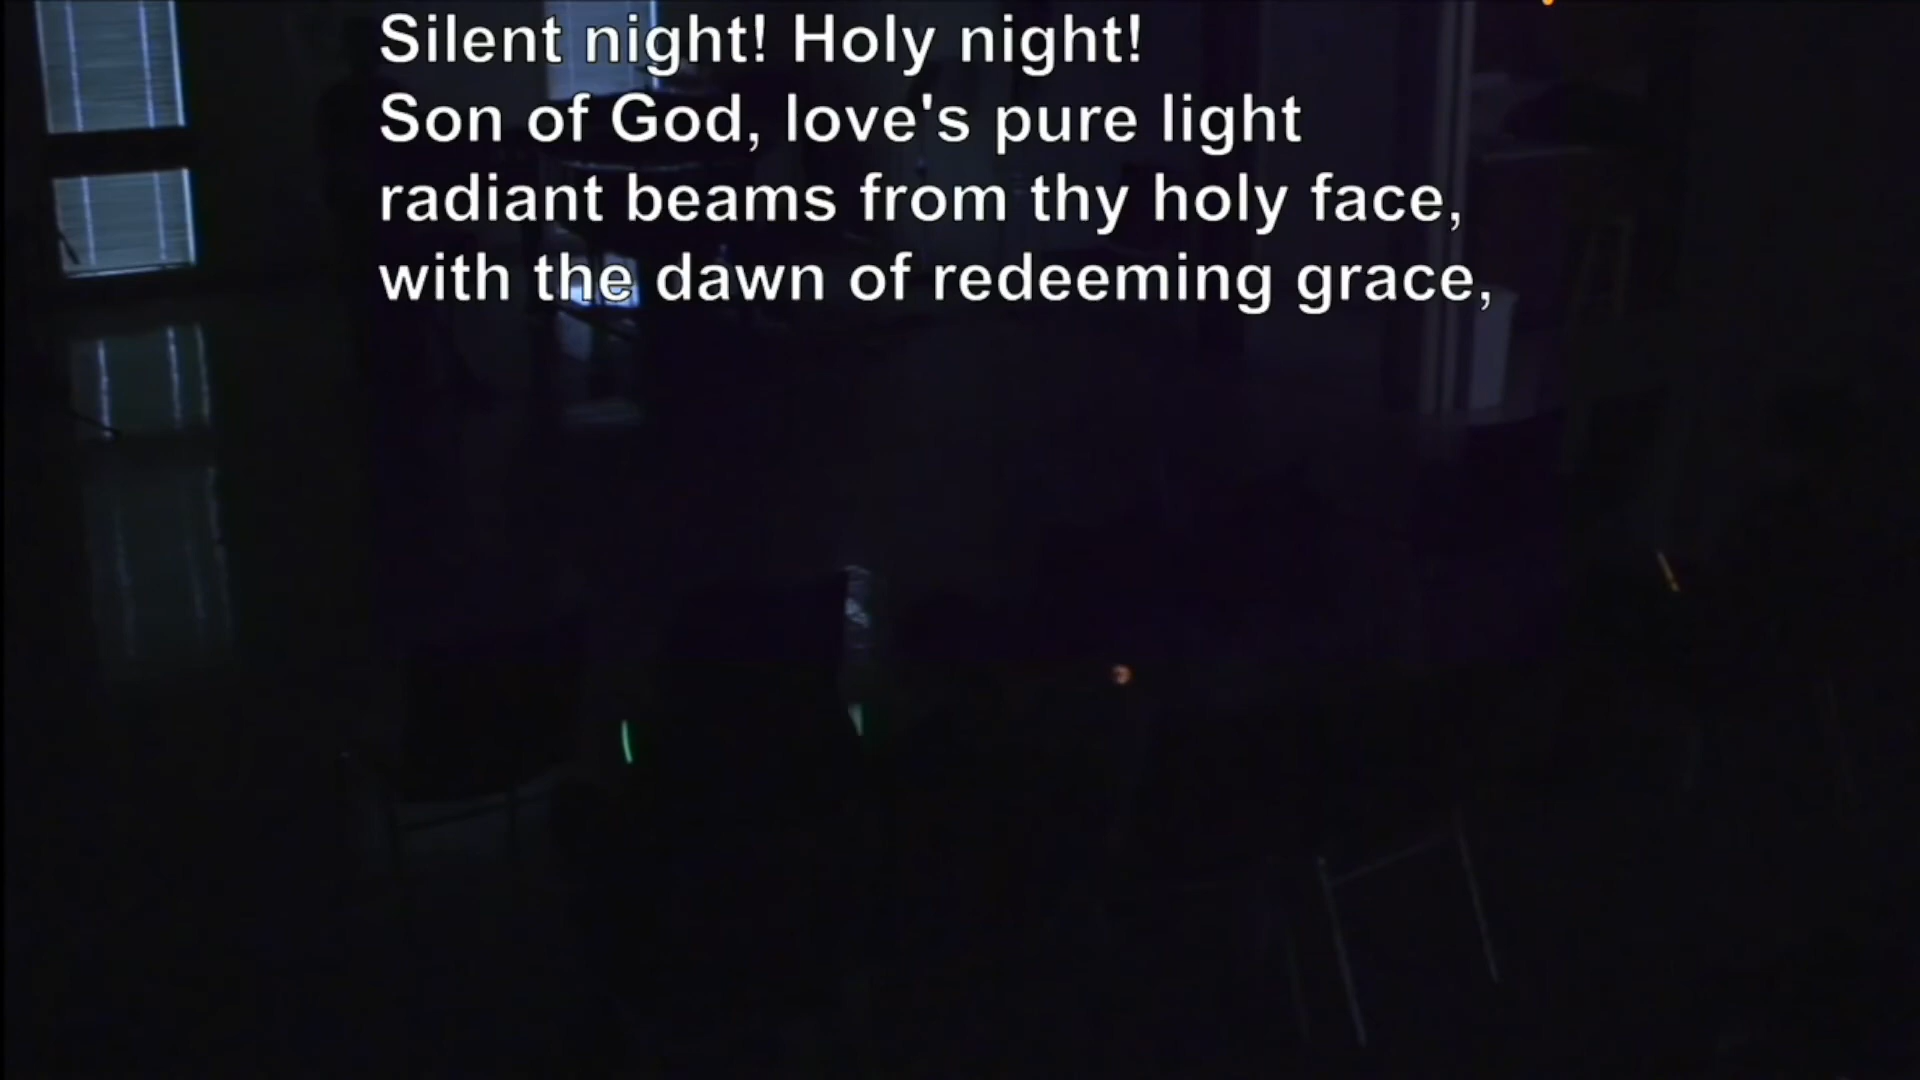 Silent night! Holy night!
Son of God, love's pure light
radiant beams from thy holy face,
with the dawn of redeeming grace,